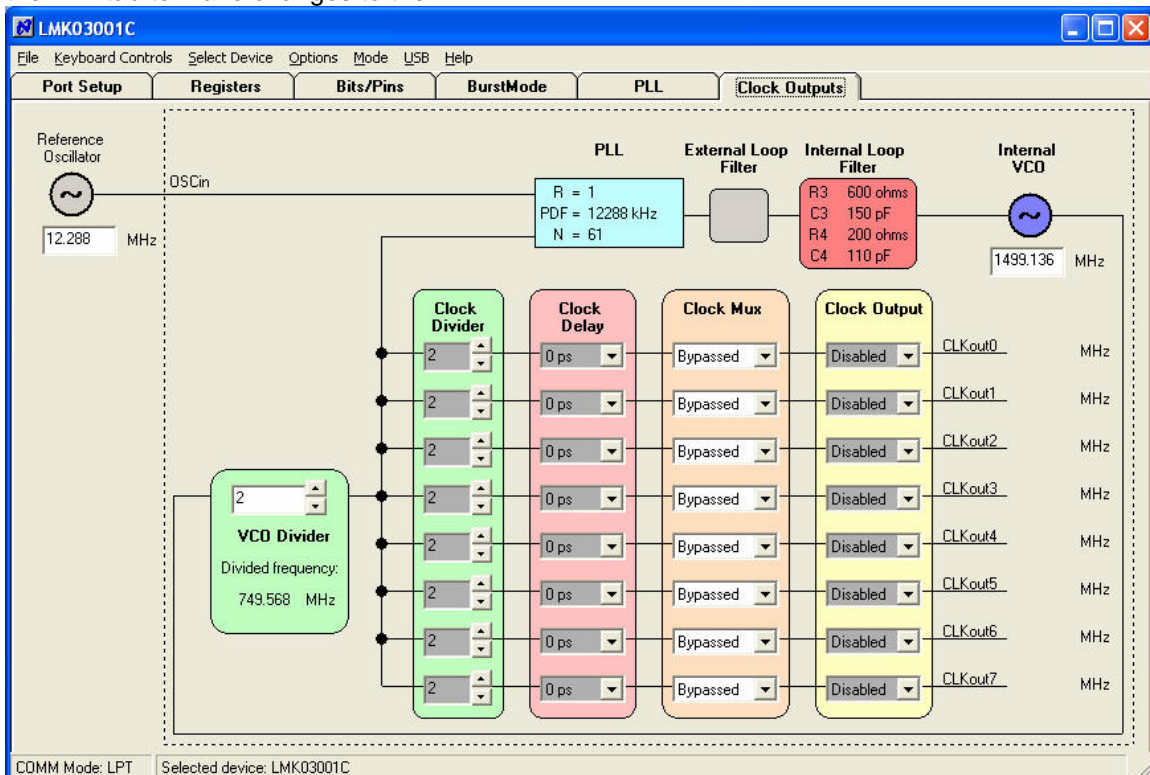 LMK03001C
File Keyboard Controls Select Device Options Mode USB Help
Port Setup Registers Bits/Pins BurstMode PLL Clock Outputs
Reference
Oscillator
OSCin
12.288 MHz
PLL
R = 1
PDF = 12288 kHz
N = 61
External Loop
Filter
Internal Loop
Filter
R3 600 ohms
C3 150 pF
R4 200 ohms
C4 110 pF
Internal
VCO
1499.136 MHz
Clock
Divider
Clock
Delay
Clock Mux
Clock Output
2 0 ps Bypassed Disabled CLKout0 MHz
2 0 ps Bypassed Disabled CLKout1 MHz
2 0 ps Bypassed Disabled CLKout2 MHz
2 0 ps Bypassed Disabled CLKout3 MHz
2 0 ps Bypassed Disabled CLKout4 MHz
2 0 ps Bypassed Disabled CLKout5 MHz
2 0 ps Bypassed Disabled CLKout6 MHz
2 0 ps Bypassed Disabled CLKout7 MHz
2
VCO Divider
Divided frequency:
749.568 MHz
COMM Mode: LPT Selected device: LMK03001C